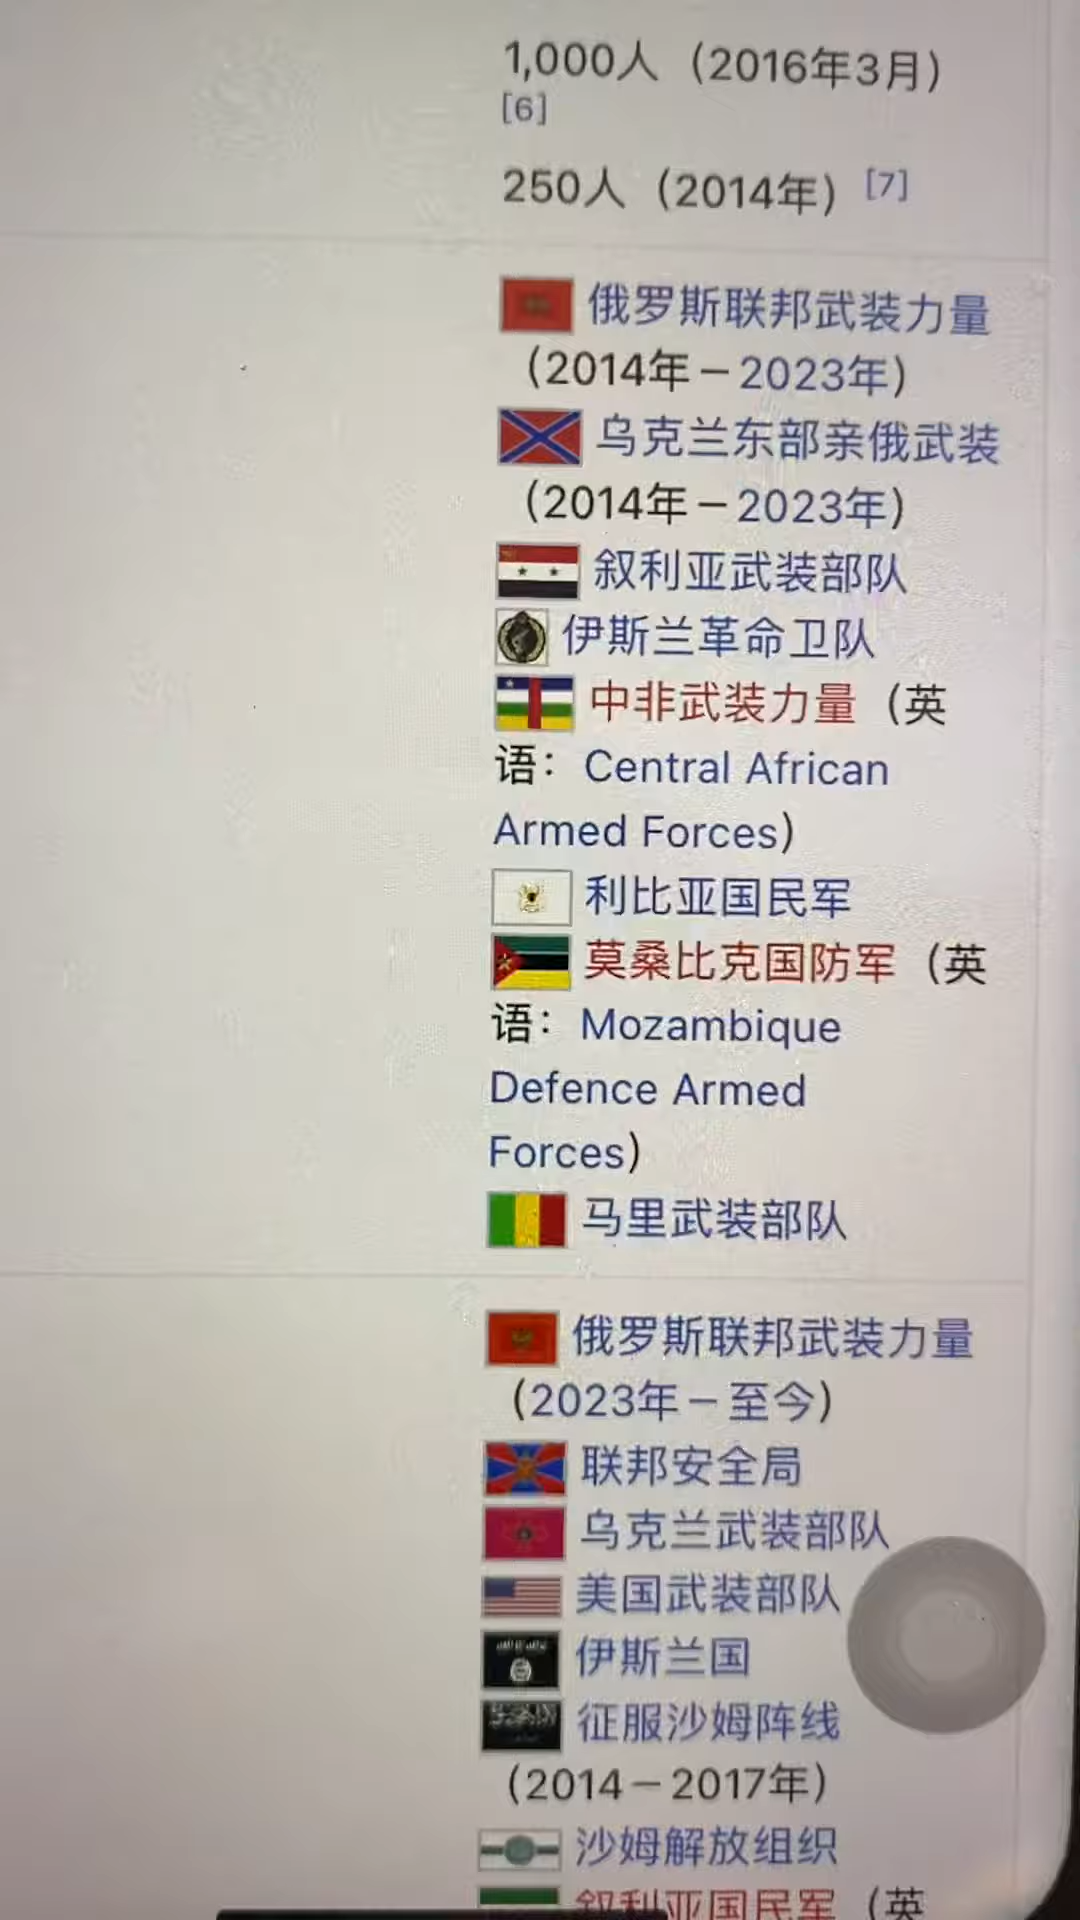 1,000人（2016年3月）
[6]
250人（2014年）[7]
俄罗斯联邦武装力量
（2014年－2023年）
乌克兰东部亲俄武装
（2014年－2023年）
叙利亚武装部队
伊斯兰革命卫队
中非武装力量（英
语：Central African
Armed Forces）
利比亚国民军
莫桑比克国防军（英
语：Mozambique
Defence Armed
Forces）
马里武装部队
俄罗斯联邦武装力量
（2023年－至今）
联邦安全局
乌克兰武装部队
美国武装部队
伊斯兰国
征服沙姆阵线
（2014－2017年）
沙姆解放组织
叙利亚国民军（英